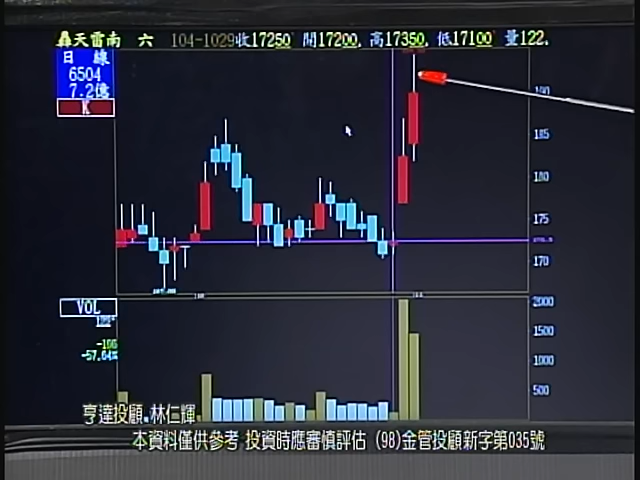 轟天雷南 六 104-1029收17250 開17200, 高17350, 低17100 量122.
日 線
6504
7.2億
K
190
185
180
175
170
VOL
-57.64%
2000
1500
1000
500
亨達投顧 林仁輝
本資料僅供參考 投資時應審慎評估 (98)金管投顧新字第035號